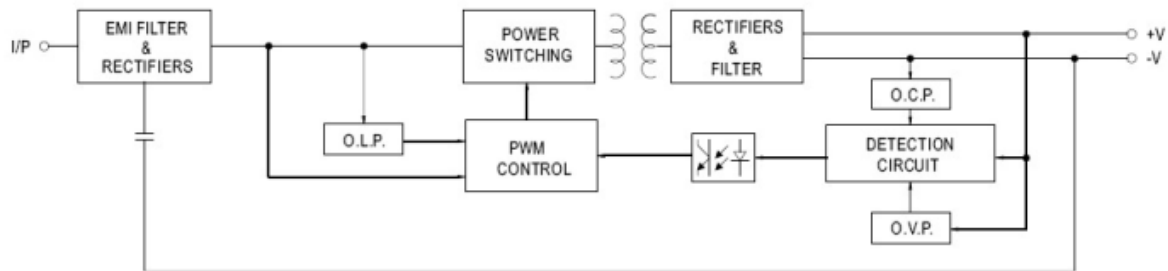 I/P
EMI FILTER
&
RECTIFIERS
POWER
SWITCHING
RECTIFIERS
&
FILTER
+V
-V
O.C.P.
O.L.P.
PWM
CONTROL
DETECTION
CIRCUIT
O.V.P.